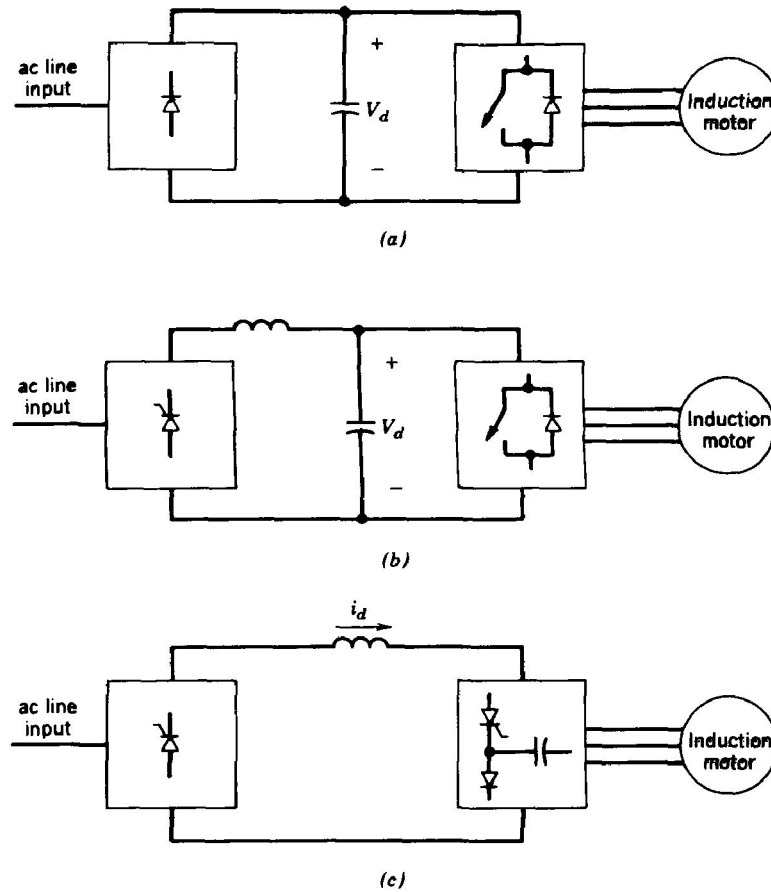 ac line
input
+
V_d
−
Induction
motor
(a)
ac line
input
+
V_d
−
Induction
motor
(b)
i_d
ac line
input
Induction
motor
(c)